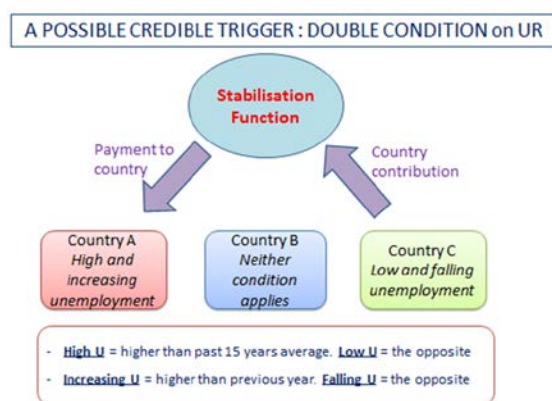 A POSSIBLE CREDIBLE TRIGGER : DOUBLE CONDITION on UR
Stabilisation
Function
Payment to
country
Country
contribution
Country A
High and
increasing
unemployment
Country B
Neither
condition
applies
Country C
Low and falling
unemployment
- High U = higher than past 15 years average. Low U = the opposite
- Increasing U = higher than previous year. Falling U = the opposite